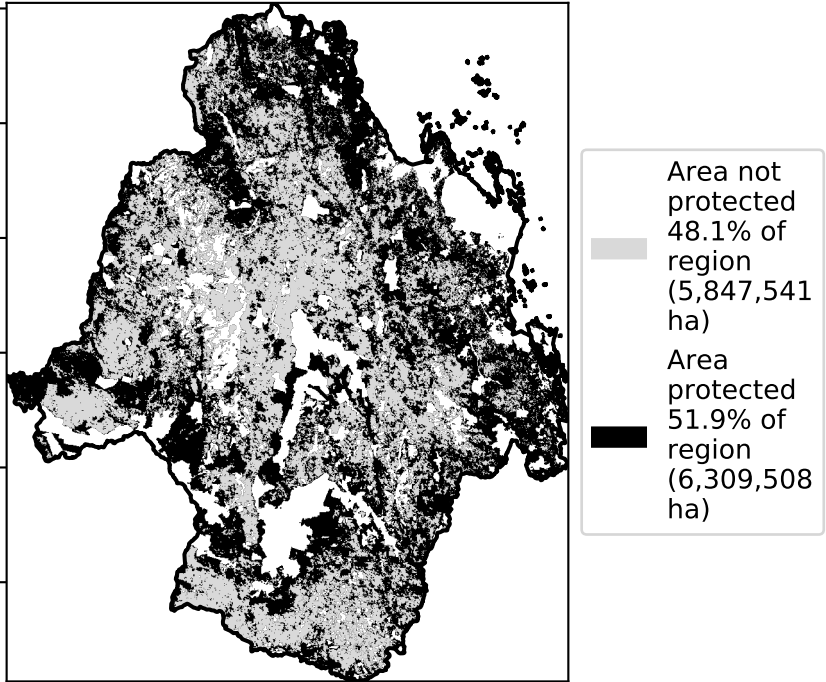 Area not
protected
48.1% of
region
(5,847,541
ha)
Area
protected
51.9% of
region
(6,309,508
ha)